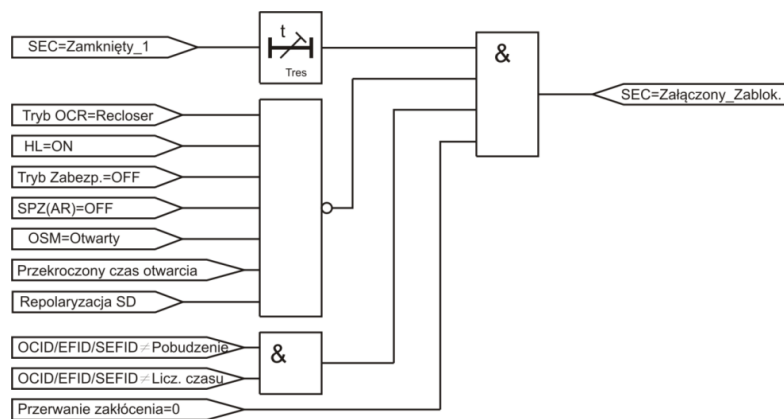 SEC=Zamknięty_1
t
Tres
&
SEC=Załączony_Zablok.
Tryb OCR=Recloser
HL=ON
Tryb Zabezp.=OFF
SPZ(AR)=OFF
OSM=Otwarty
Przekroczony czas otwarcia
Repolaryzacja SD
OCID/EFID/SEFID≠Pobudzenie
&
OCID/EFID/SEFID≠Licz. czasu
Przerwanie zakłócenia=0